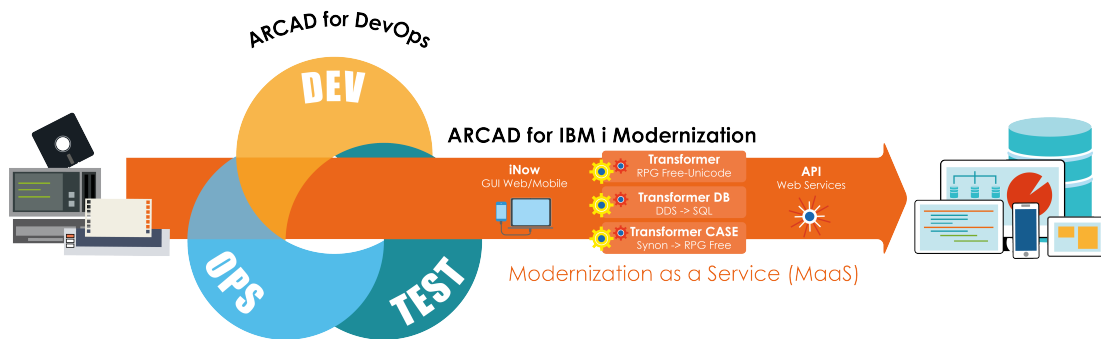 ARCAD for DevOps
DEV
OPS
TEST
ARCAD for IBM i Modernization
iNow
GUI Web/Mobile
Transformer
RPG Free-Unicode
Transformer DB
DDS -> SQL
Transformer CASE
Synon -> RPG Free
API
Web Services
Modernization as a Service (MaaS)